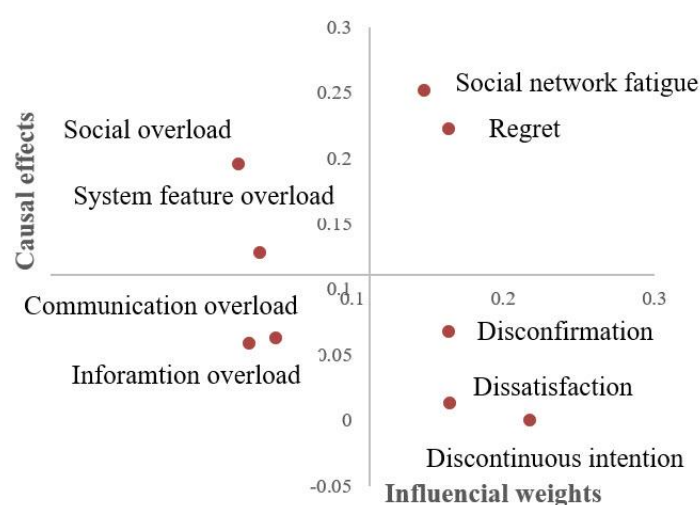 0.3
Social network fatigue
0.25
Social overload
Regret
0.2
System feature overload
0.15
Causal effects
0.1
0.1
0.2
0.3
Communication overload
Disconfirmation
0.05
Inforamtion overload
Dissatisfaction
0
Discontinuous intention
-0.05
Influencial weights